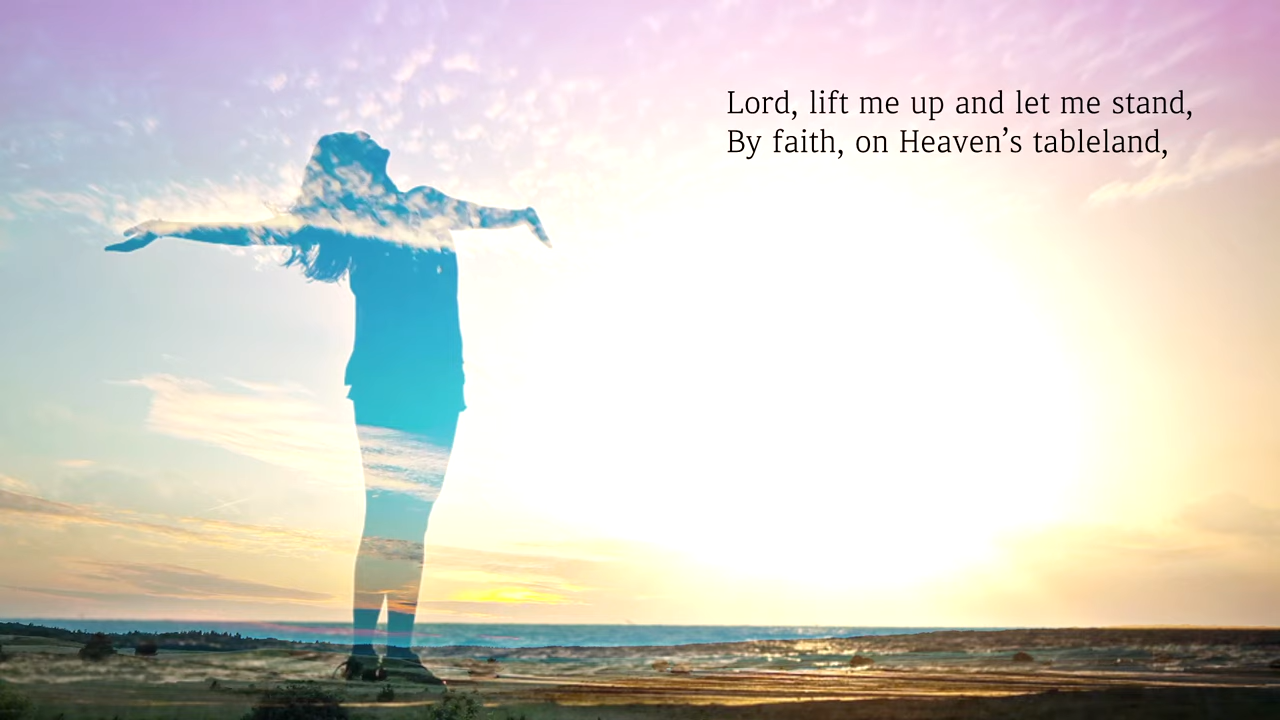 Lord, lift me up and let me stand,
By faith, on Heaven’s tableland,